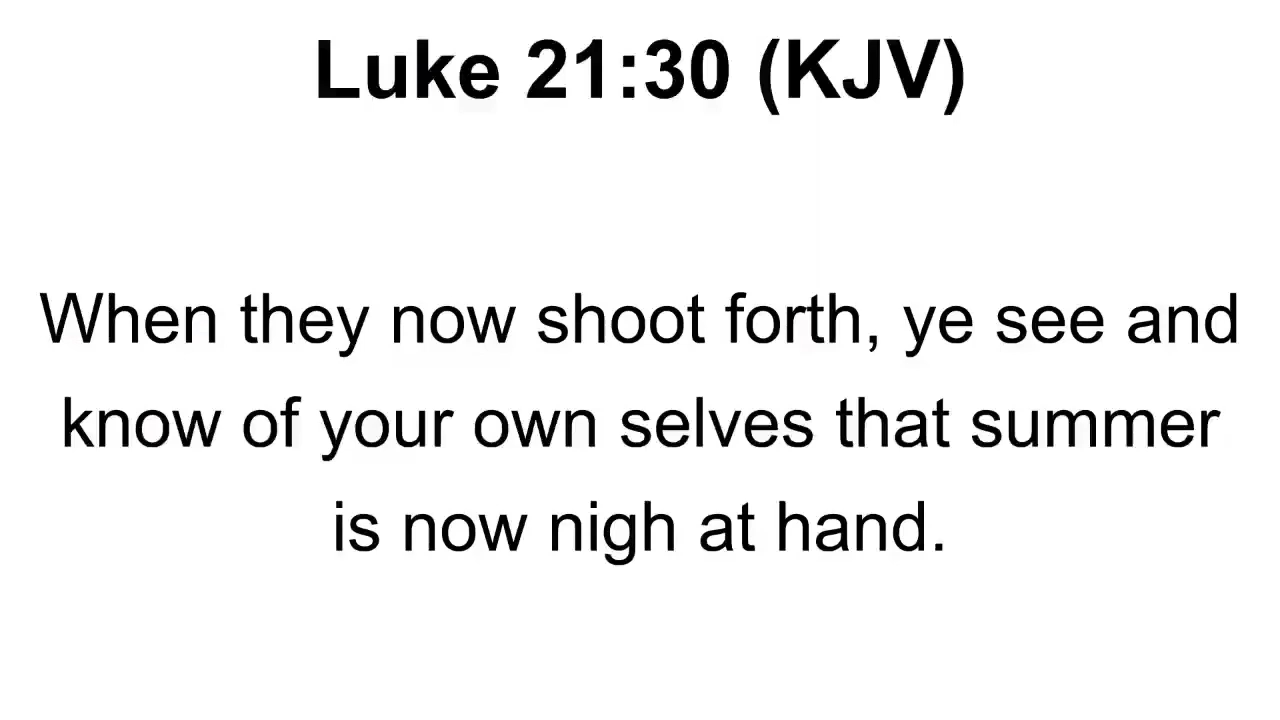 Luke 21:30 (KJV)
When they now shoot forth, ye see and
know of your own selves that summer
is now nigh at hand.